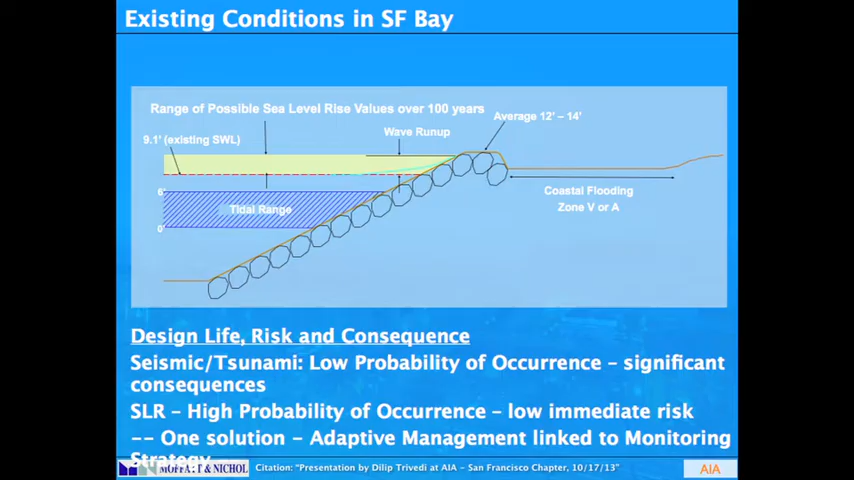 Existing Conditions in SF Bay
Range of Possible Sea Level Rise Values over 100 years
Average 12' – 14'
9.1' (existing SWL)
Wave Runup
6'
Coastal Flooding
Zone V or A
Tidal Range
0'
Design Life, Risk and Consequence
Seismic/Tsunami: Low Probability of Occurrence – significant
consequences
SLR – High Probability of Occurrence – low immediate risk
-- One solution – Adaptive Management linked to Monitoring
Strategy
MOFFATT & NICHOL
Citation: "Presentation by Dilip Trivedi at AIA – San Francisco Chapter, 10/17/13"
AIA